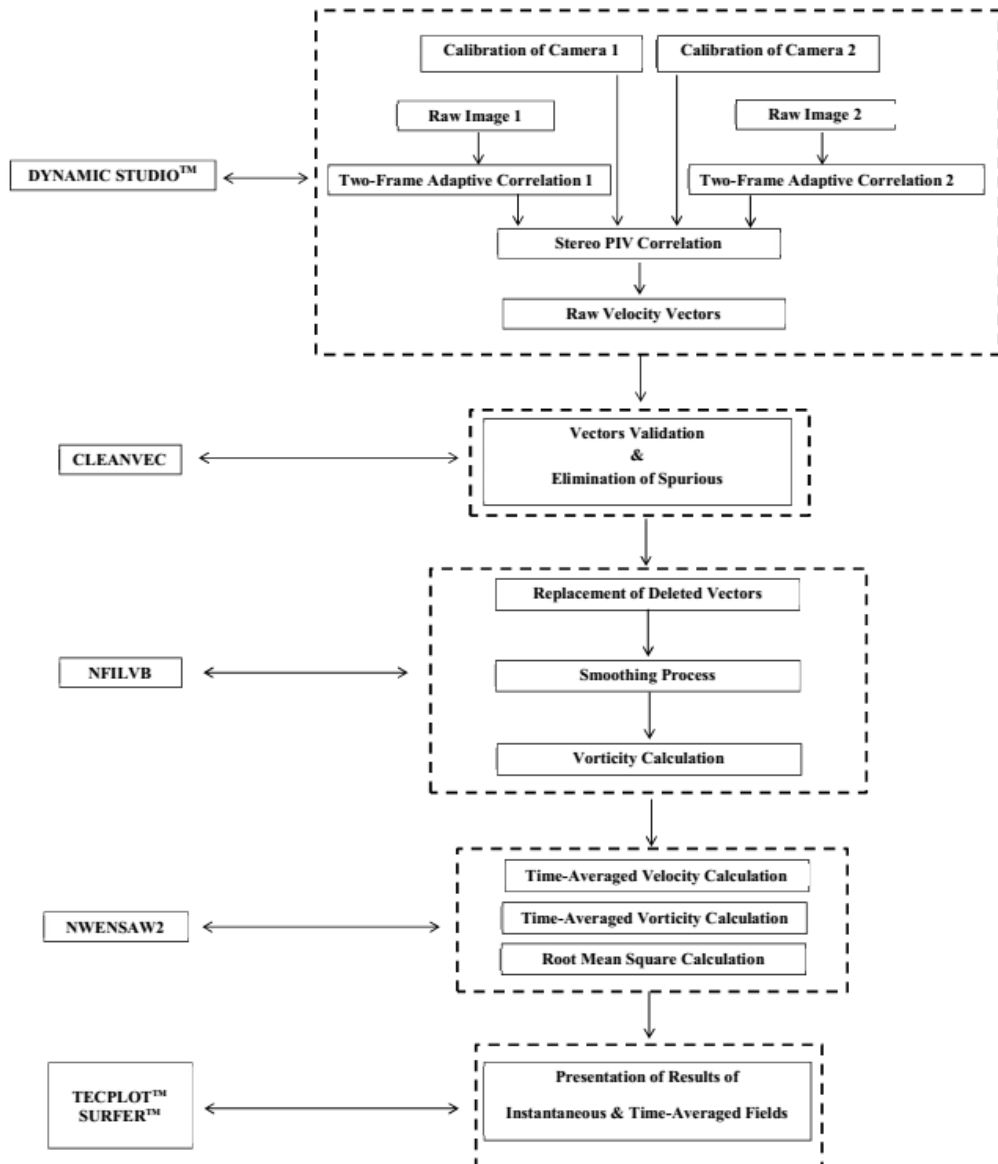 Calibration of Camera 1
Calibration of Camera 2
Raw Image 1
Raw Image 2
DYNAMIC STUDIO™
Two-Frame Adaptive Correlation 1
Two-Frame Adaptive Correlation 2
Stereo PIV Correlation
Raw Velocity Vectors
CLEANVEC
Vectors Validation
&
Elimination of Spurious
NFILVB
Replacement of Deleted Vectors
Smoothing Process
Vorticity Calculation
NWENSAW2
Time-Averaged Velocity Calculation
Time-Averaged Vorticity Calculation
Root Mean Square Calculation
TECPLOT™
SURFER™
Presentation of Results of
Instantaneous & Time-Averaged Fields